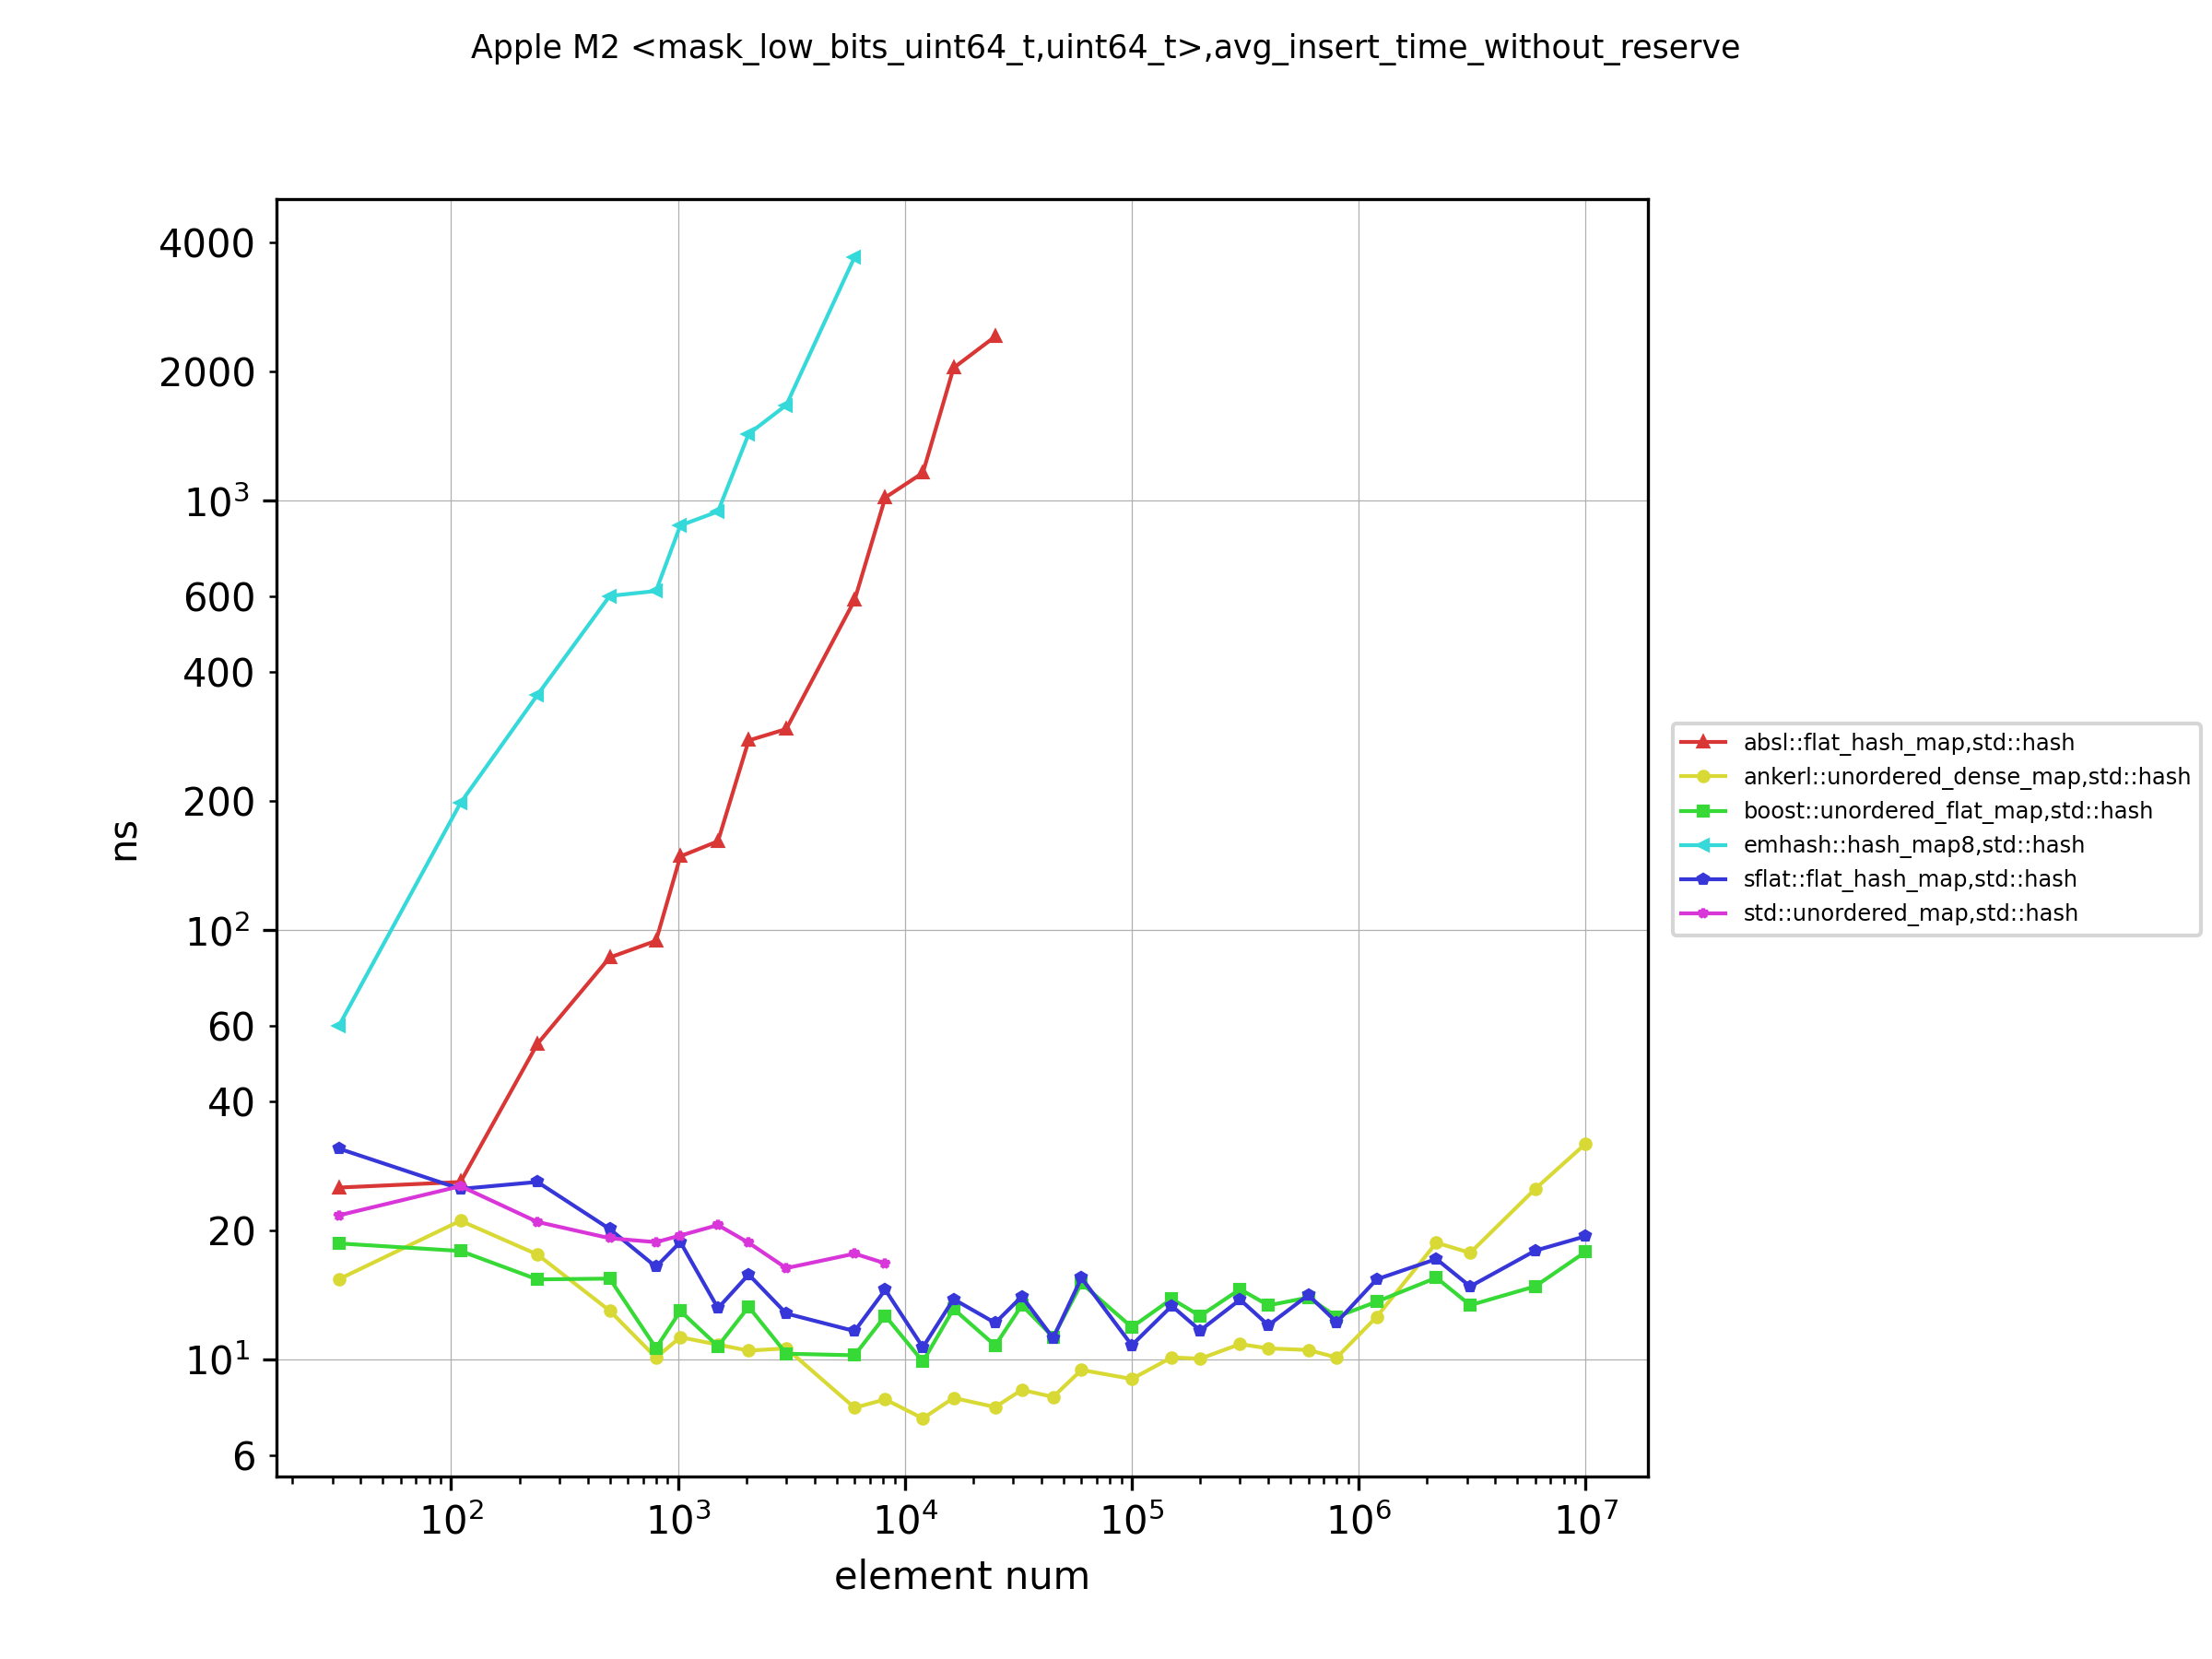 Apple M2 <mask_low_bits_uint64_t,uint64_t>,avg_insert_time_without_reserve
4000
2000
10³
600
400
200
10²
60
40
20
10¹
6
ns
absl::flat_hash_map,std::hash
ankerl::unordered_dense_map,std::hash
boost::unordered_flat_map,std::hash
emhash::hash_map8,std::hash
sflat::flat_hash_map,std::hash
std::unordered_map,std::hash
10² 10³ 10⁴ 10⁵ 10⁶ 10⁷
element num